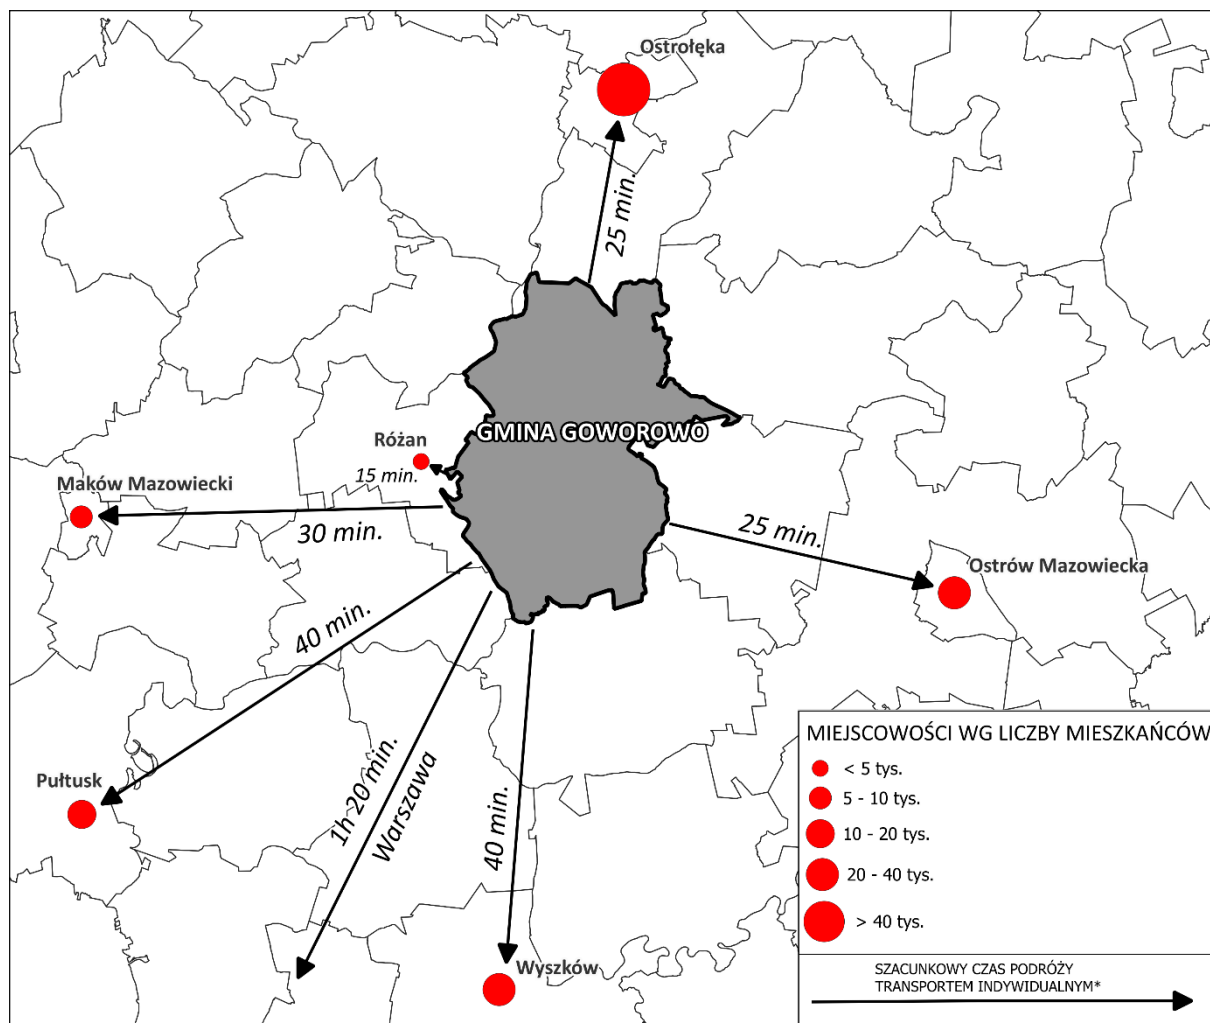 Ostrołęka
25 min.
GMINA GOWOROWO
Różan
15 min.
Maków Mazowiecki
30 min.
25 min.
Ostrów Mazowiecka
40 min.
Pułtusk
1h 20 min.
Warszawa
40 min.
Wyszków
MIEJSCOWOŚCI WG LICZBY MIESZKAŃCÓW
< 5 tys.
5 - 10 tys.
10 - 20 tys.
20 - 40 tys.
> 40 tys.
SZACUNKOWY CZAS PODRÓŻY
TRANSPORTEM INDYWIDUALNYM*